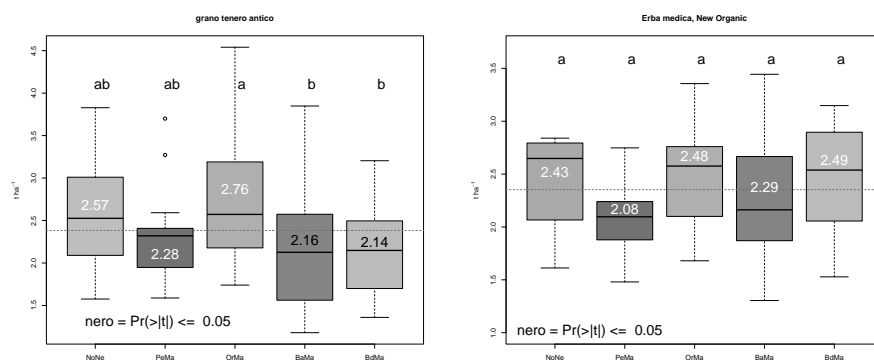 grano tenero antico
t ha⁻¹
4.5
4.0
3.5
3.0
2.5
2.0
1.5
ab ab a b b
2.57 2.28 2.76 2.16 2.14
nero = Pr(>|t|) <= 0.05
NoNe PeMa OrMa BaMa BdMa
Erba medica, New Organic
t ha⁻¹
3.5
3.0
2.5
2.0
1.5
1.0
a a a a a
2.43 2.08 2.48 2.29 2.49
nero = Pr(>|t|) <= 0.05
NoNe PeMa OrMa BaMa BdMa